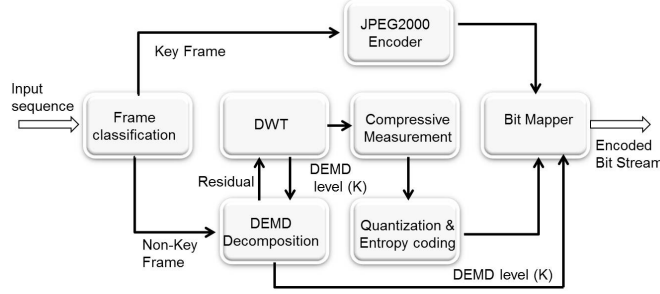 JPEG2000
Encoder
Key Frame
Input
sequence
Frame
classification
DWT
Compressive
Measurement
Bit Mapper
Encoded
Bit Stream
Residual
DEMD
level (K)
DEMD
Decomposition
Quantization &
Entropy coding
Non-Key
Frame
DEMD level (K)